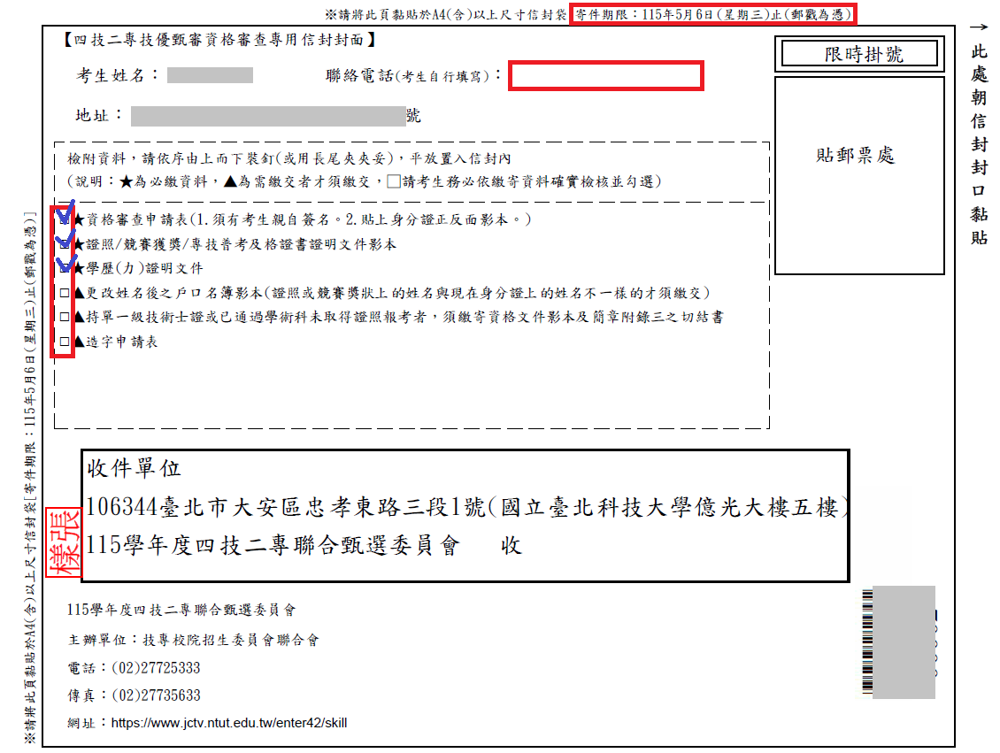 ※請將此頁黏貼於A4(含)以上尺寸信封袋[寄件期限：115年5月6日(星期三)止(郵戳為憑)]
【四技二專技優甄審資格審查專用信封封面】
限時掛號
考生姓名：
聯絡電話(考生自行填寫)：
地址：
號
貼郵票處
→此處朝信封封口黏貼
檢附資料，請依序由上而下裝釘(或用長尾夾夾妥)，平放置入信封內
(說明：★為必繳資料，▲為需繳交者才須繳交，□請考生務必依繳寄資料確實檢核並勾選)
☑★資格審查申請表(1.須有考生親自簽名。2.貼上身分證正反面影本。)
☑★證照/競賽獲獎/專技普考及格證書證明文件影本
☑★學歷(力)證明文件
□▲更改姓名後之戶口名簿影本(證照或競賽獎狀上的姓名與現在身分證上的姓名不一樣的才須繳交)
□▲持單一級技術士證或已通過學術科未取得證照報考者，須繳寄資格文件影本及簡章附錄三之切結書
□▲造字申請表
※請將此頁黏貼於A4(含)以上尺寸信封袋[寄件期限：115年5月6日(星期三)止(郵戳為憑)]
收件單位
106344臺北市大安區忠孝東路三段1號(國立臺北科技大學億光大樓五樓)
115學年度四技二專聯合甄選委員會 收
樣張
115學年度四技二專聯合甄選委員會
主辦單位：技專校院招生委員會聯合會
電話：(02)27725333
傳真：(02)27735633
網址：https://www.jctv.ntut.edu.tw/enter42/skill